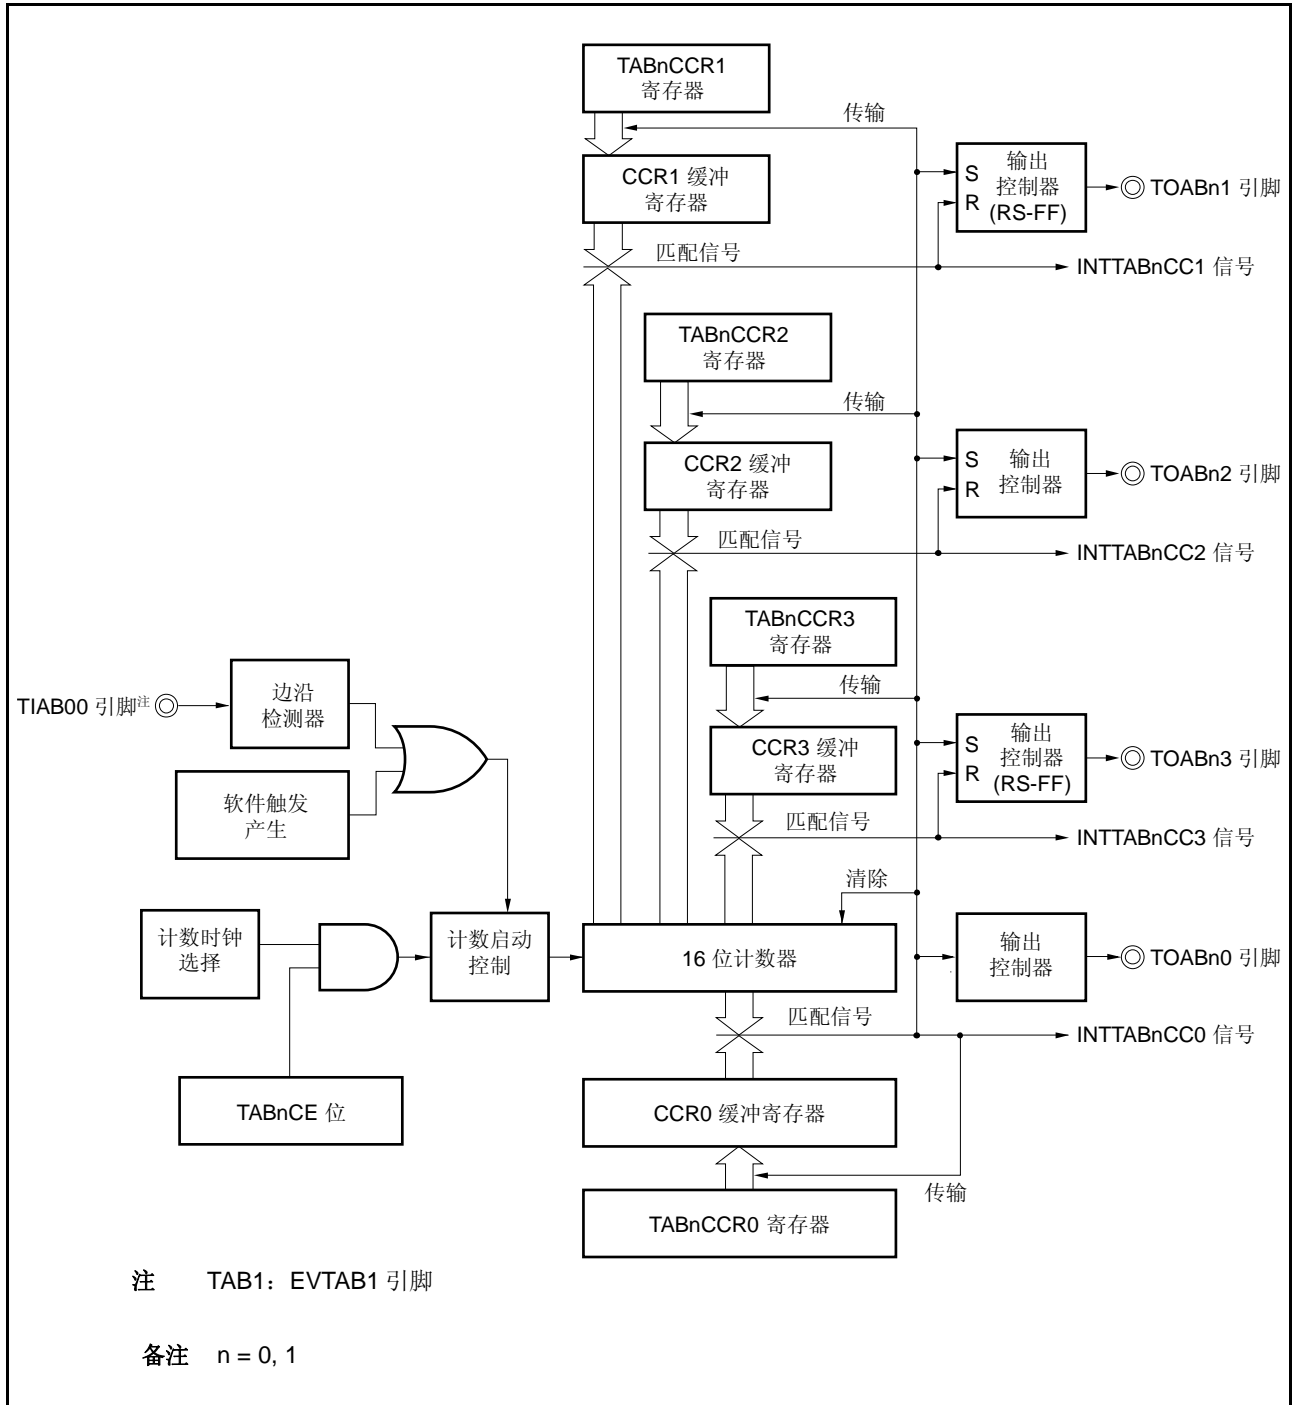 TABnCCR1
寄存器
传输
CCR1 缓冲
寄存器
S
R
输出
控制器
(RS-FF)
TOABn1 引脚
匹配信号
INTTABnCC1 信号
TABnCCR2
寄存器
传输
CCR2 缓冲
寄存器
S
R
输出
控制器
TOABn2 引脚
匹配信号
INTTABnCC2 信号
TABnCCR3
寄存器
传输
TIAB00 引脚注
边沿
检测器
CCR3 缓冲
寄存器
S
R
输出
控制器
(RS-FF)
TOABn3 引脚
软件触发
产生
匹配信号
INTTABnCC3 信号
清除
计数时钟
选择
计数启动
控制
16 位计数器
输出
控制器
TOABn0 引脚
匹配信号
INTTABnCC0 信号
TABnCE 位
CCR0 缓冲寄存器
传输
TABnCCR0 寄存器
注 TAB1：EVTAB1 引脚
备注 n = 0, 1